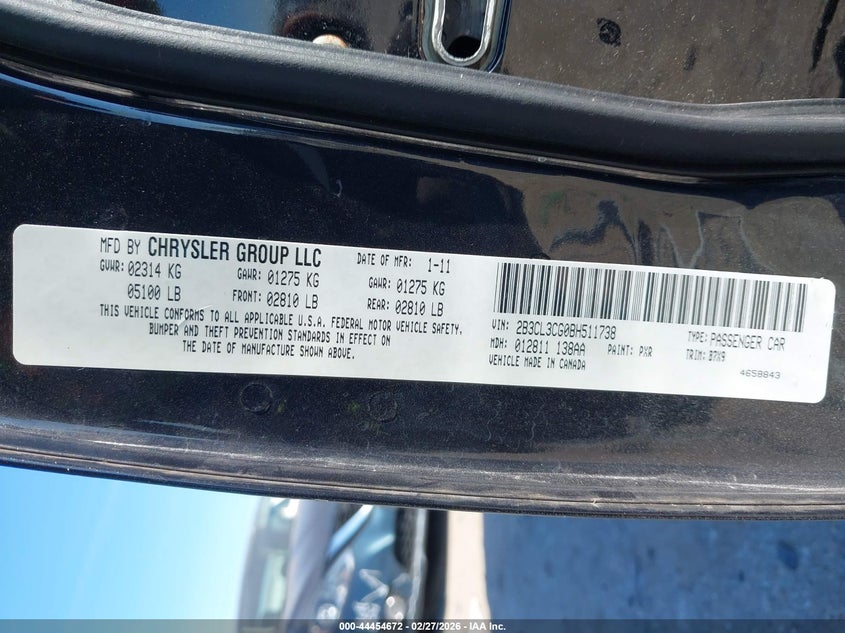 MFD BY CHRYSLER GROUP LLC DATE OF MFR: 1-11
GVWR: 02314 KG GAWR: 01275 KG GAWR: 01275 KG
05100 LB FRONT: 02810 LB REAR: 02810 LB
THIS VEHICLE CONFORMS TO ALL APPLICABLE U.S.A. FEDERAL MOTOR VEHICLE SAFETY,
BUMPER AND THEFT PREVENTION STANDARDS IN EFFECT ON
THE DATE OF MANUFACTURE SHOWN ABOVE.
VIN: 2B3CL3CG0BH511738 TYPE: PASSENGER CAR
MDH: 012811 138AA PAINT: PXR TRIM: B7X9
VEHICLE MADE IN CANADA 4658843
000-44454672 - 02/27/2026 - IAA Inc.